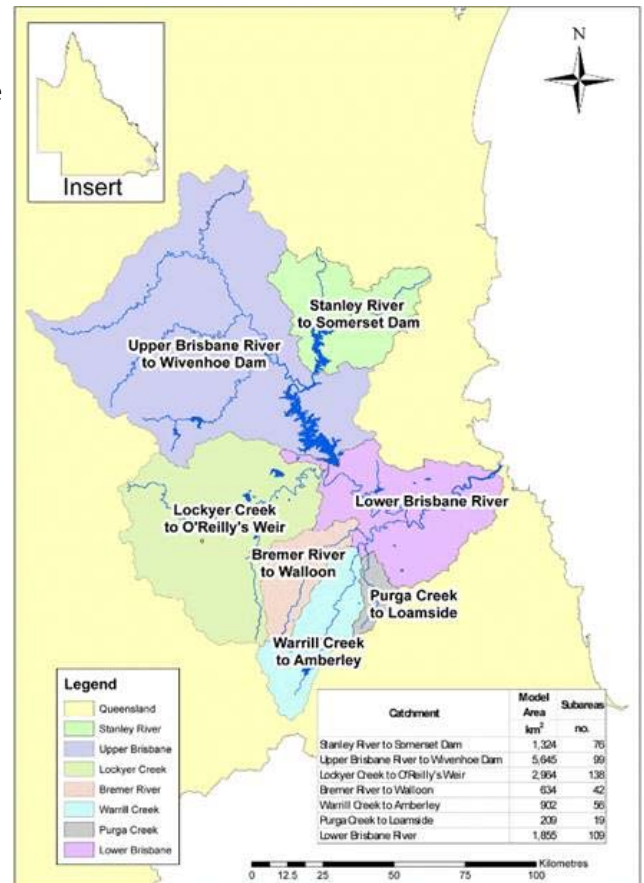 N
Insert
Stanley River
to Somerset Dam
Upper Brisbane River
to Wivenhoe Dam
Lower Brisbane River
Lockyer Creek
to O'Reilly's Weir
Bremer River
to Walloon
Purga Creek
to Loamside
Warrill Creek
to Amberley
Legend
Queensland
Stanley River
Upper Brisbane
Lockyer Creek
Bremer River
Warrill Creek
Purga Creek
Lower Brisbane
Catchment Model Area km² Subareas no.
Stanley River to Somerset Dam 1,324 76
Upper Brisbane River to Wivenhoe Dam 5,645 99
Lockyer Creek to O'Reilly's Weir 2,964 138
Bremer River to Walloon 634 42
Warrill Creek to Amberley 902 56
Purga Creek to Loamside 209 19
Lower Brisbane River 1,855 109
Kilometres
0 12.5 25 50 75 100